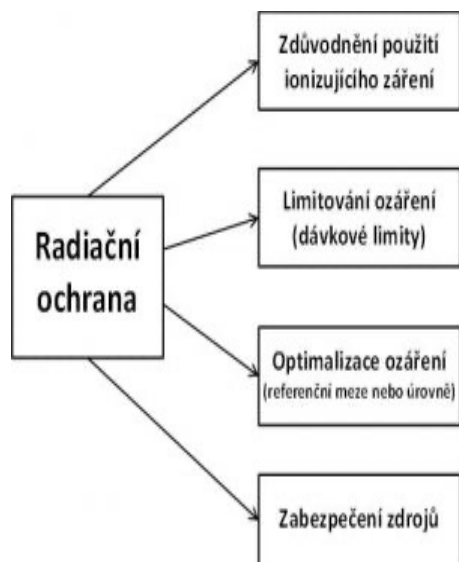 Zdůvodnění použití
ionizujícího záření
Limitování ozáření
(dávkové limity)
Radiační
ochrana
Optimalizace ozáření
(referenční meze nebo úrovně)
Zabezpečení zdrojů